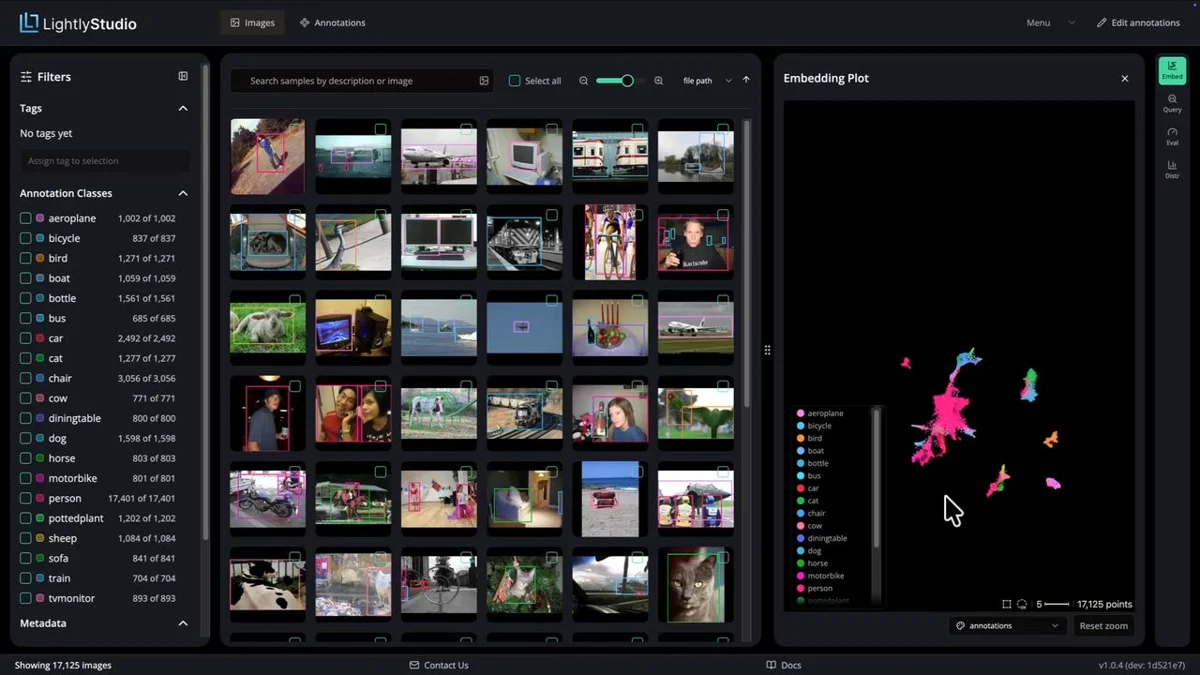 LightlyStudio
Images
Annotations
Menu
Edit annotations
Filters
Tags
No tags yet
Assign tag to selection
Annotation Classes
aeroplane 1,002 of 1,002
bicycle 837 of 837
bird 1,271 of 1,271
boat 1,059 of 1,059
bottle 1,561 of 1,561
bus 685 of 685
car 2,492 of 2,492
cat 1,277 of 1,277
chair 3,056 of 3,056
cow 771 of 771
diningtable 800 of 800
dog 1,598 of 1,598
horse 803 of 803
motorbike 801 of 801
person 17,401 of 17,401
pottedplant 1,202 of 1,202
sheep 1,084 of 1,084
sofa 841 of 841
train 704 of 704
tvmonitor 893 of 893
Metadata
Search samples by description or image
Select all
file path
Embedding Plot
aeroplane
bicycle
bird
boat
bottle
bus
car
cat
chair
cow
diningtable
dog
horse
motorbike
person
pottedplant
5
17,125 points
annotations
Reset zoom
Embed
Query
Eval
Distr
Showing 17,125 images
Contact Us
Docs
v1.0.4 (dev: 1d521e7)